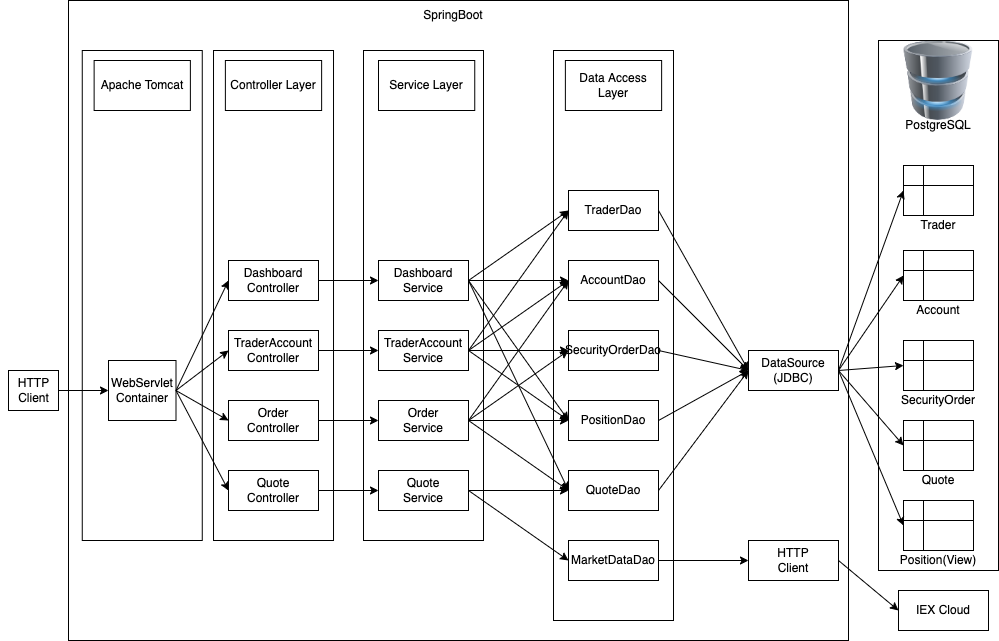 SpringBoot
Apache Tomcat
Controller Layer
Service Layer
Data Access
Layer
PostgreSQL
HTTP
Client
WebServlet
Container
Dashboard
Controller
TraderAccount
Controller
Order
Controller
Quote
Controller
Dashboard
Service
TraderAccount
Service
Order
Service
Quote
Service
TraderDao
AccountDao
SecurityOrderDao
PositionDao
QuoteDao
MarketDataDao
DataSource
(JDBC)
HTTP
Client
Trader
Account
SecurityOrder
Quote
Position(View)
IEX Cloud